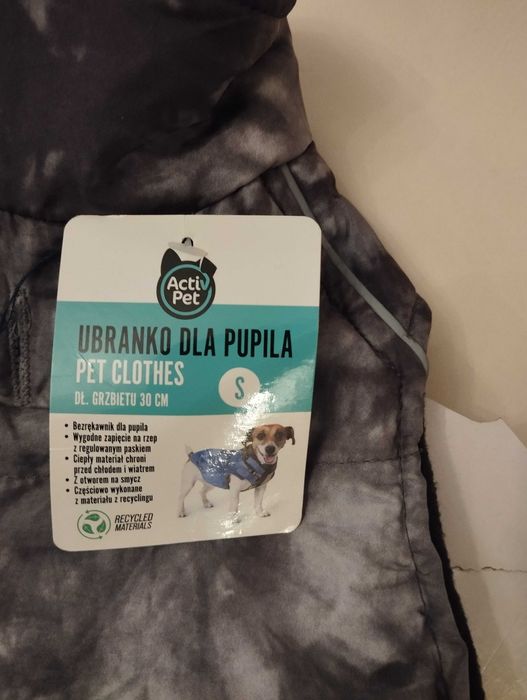 Activ
Pet
UBRANKO DLA PUPILA
PET CLOTHES
DŁ. GRZBIETU 30 CM
S
• Bezrękawnik dla pupila
• Wygodne zapięcie na rzep
z regulowanym paskiem
• Ciepły materiał chroni
przed chłodem i wiatrem
• Z otworem na smycz
• Częściowo wykonane
z materiału z recyclingu
RECYCLED
MATERIALS